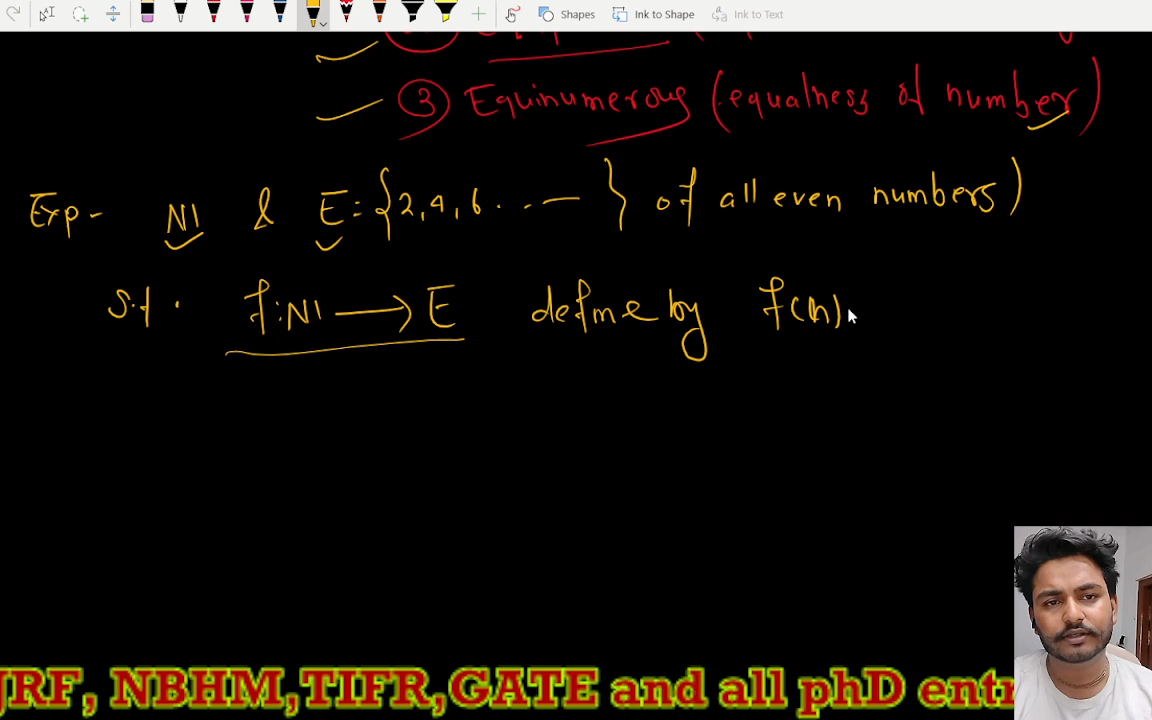 Shapes Ink to Shape Ink to Text
③ Equinumerous (equalness of number)
Exp- N & E = {2, 4, 6 . . . — } of all even numbers)
S.t . f: N → E define by f(n)
JRF, NBHM,TIFR,GATE and all phD entr